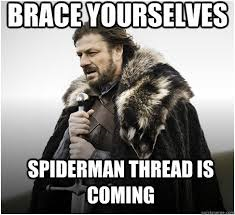 BRACE YOURSELVES
SPIDERMAN THREAD IS
COMING